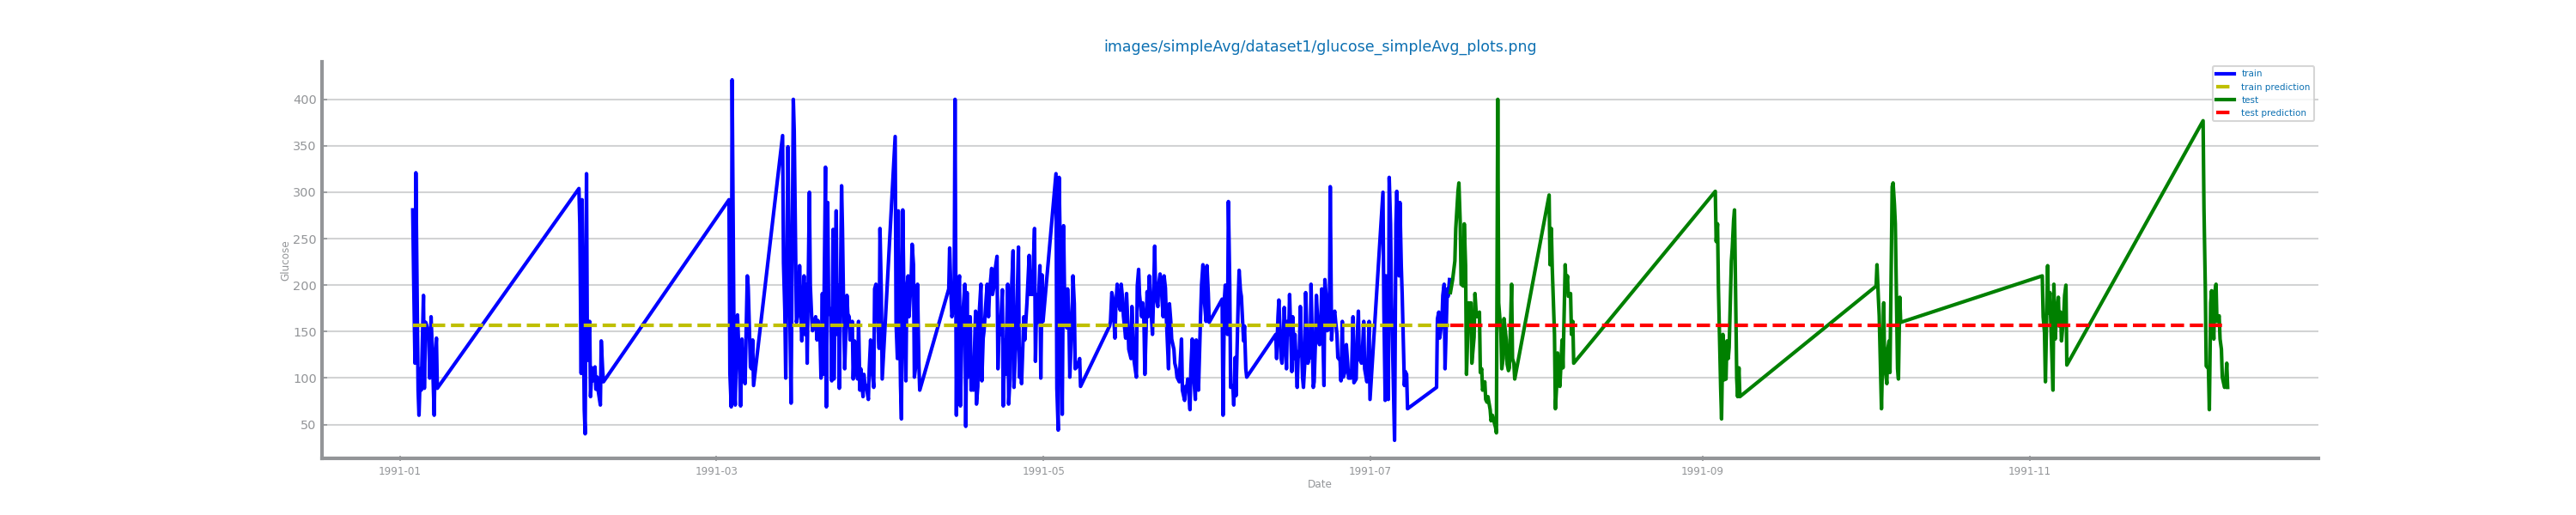 images/simpleAvg/dataset1/glucose_simpleAvg_plots.png
train
train prediction
test
test prediction
400
350
300
250
200
150
100
50
Glucose
1991-01
1991-03
1991-05
1991-07
1991-09
1991-11
Date